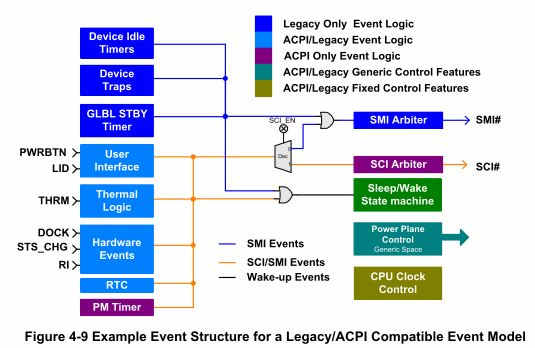 Legacy Only Event Logic
ACPI/Legacy Event Logic
ACPI Only Event Logic
ACPI/Legacy Generic Control Features
ACPI/Legacy Fixed Control Features
Device Idle
Timers
Device
Traps
GLBL STBY
Timer
PWRBTN
LID
User
Interface
THRM
Thermal
Logic
DOCK
STS_CHG
RI
Hardware
Events
RTC
PM Timer
SCI_EN
Dec
0
1
SMI Arbiter
SMI#
SCI Arbiter
SCI#
Sleep/Wake
State machine
Power Plane
Control
Generic Space
CPU Clock
Control
SMI Events
SCI/SMI Events
Wake-up Events
Figure 4-9 Example Event Structure for a Legacy/ACPI Compatible Event Model